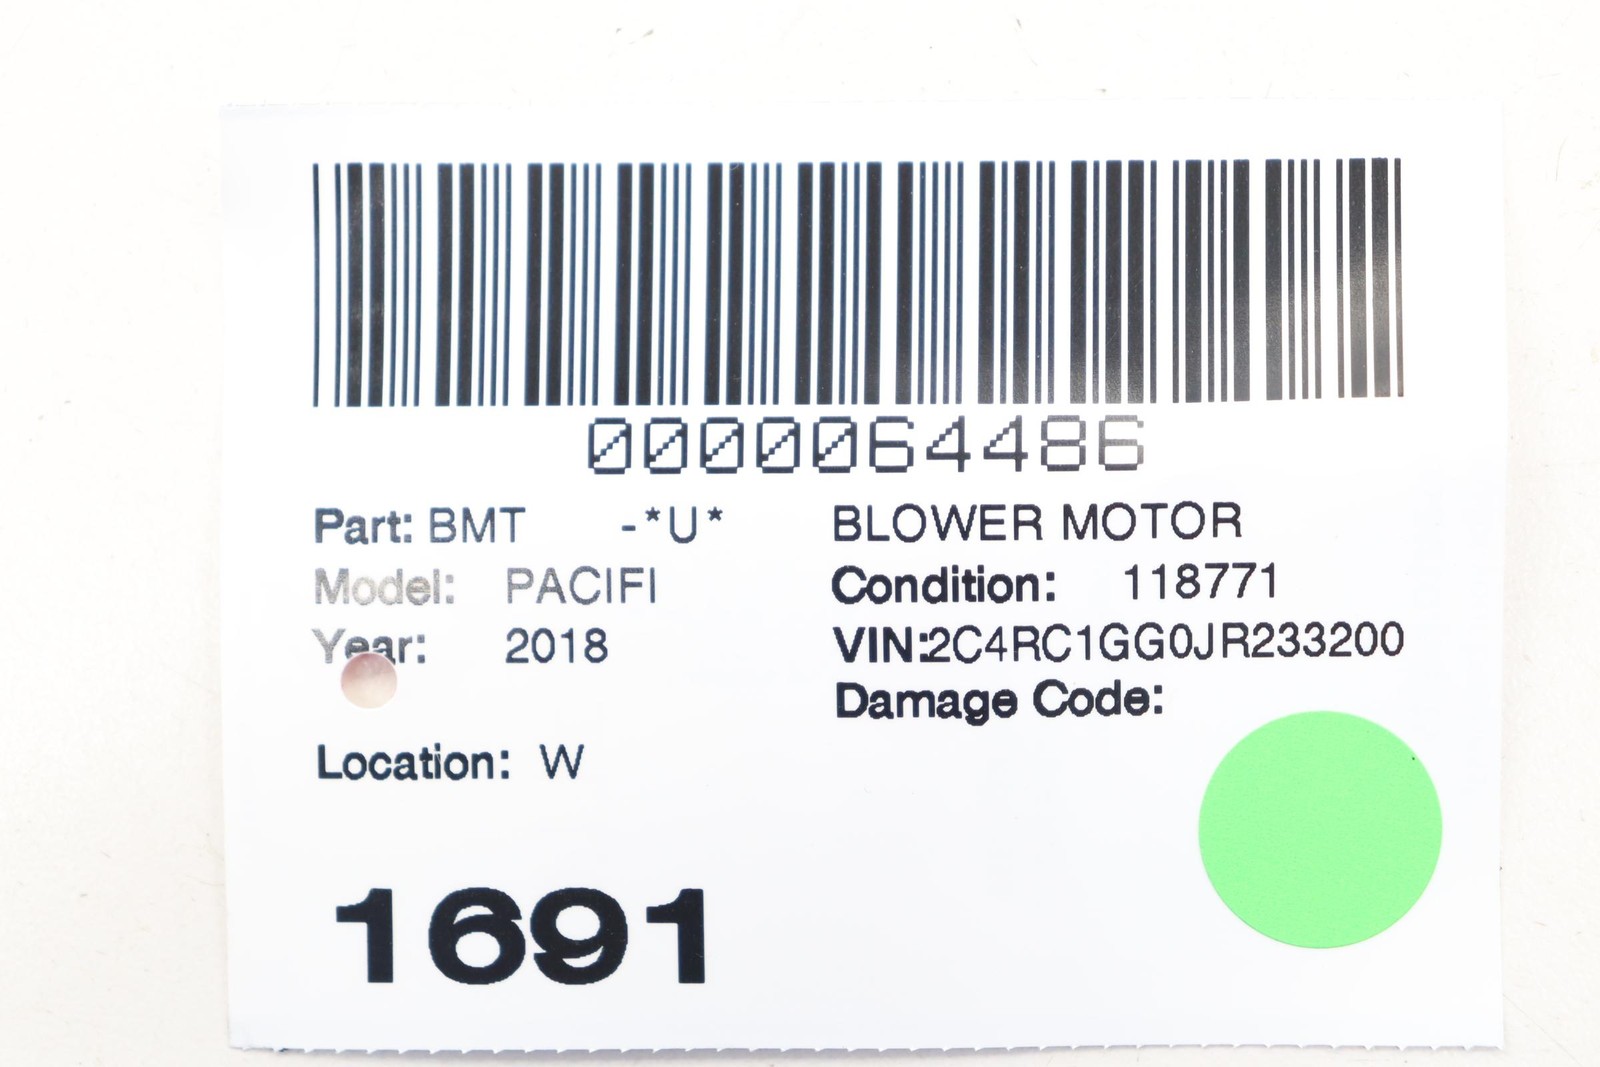 0000064486
Part: BMT -*U* BLOWER MOTOR
Model: PACIFI Condition: 118771
Year: 2018 VIN:2C4RC1GG0JR233200
Damage Code:
Location: W
1691